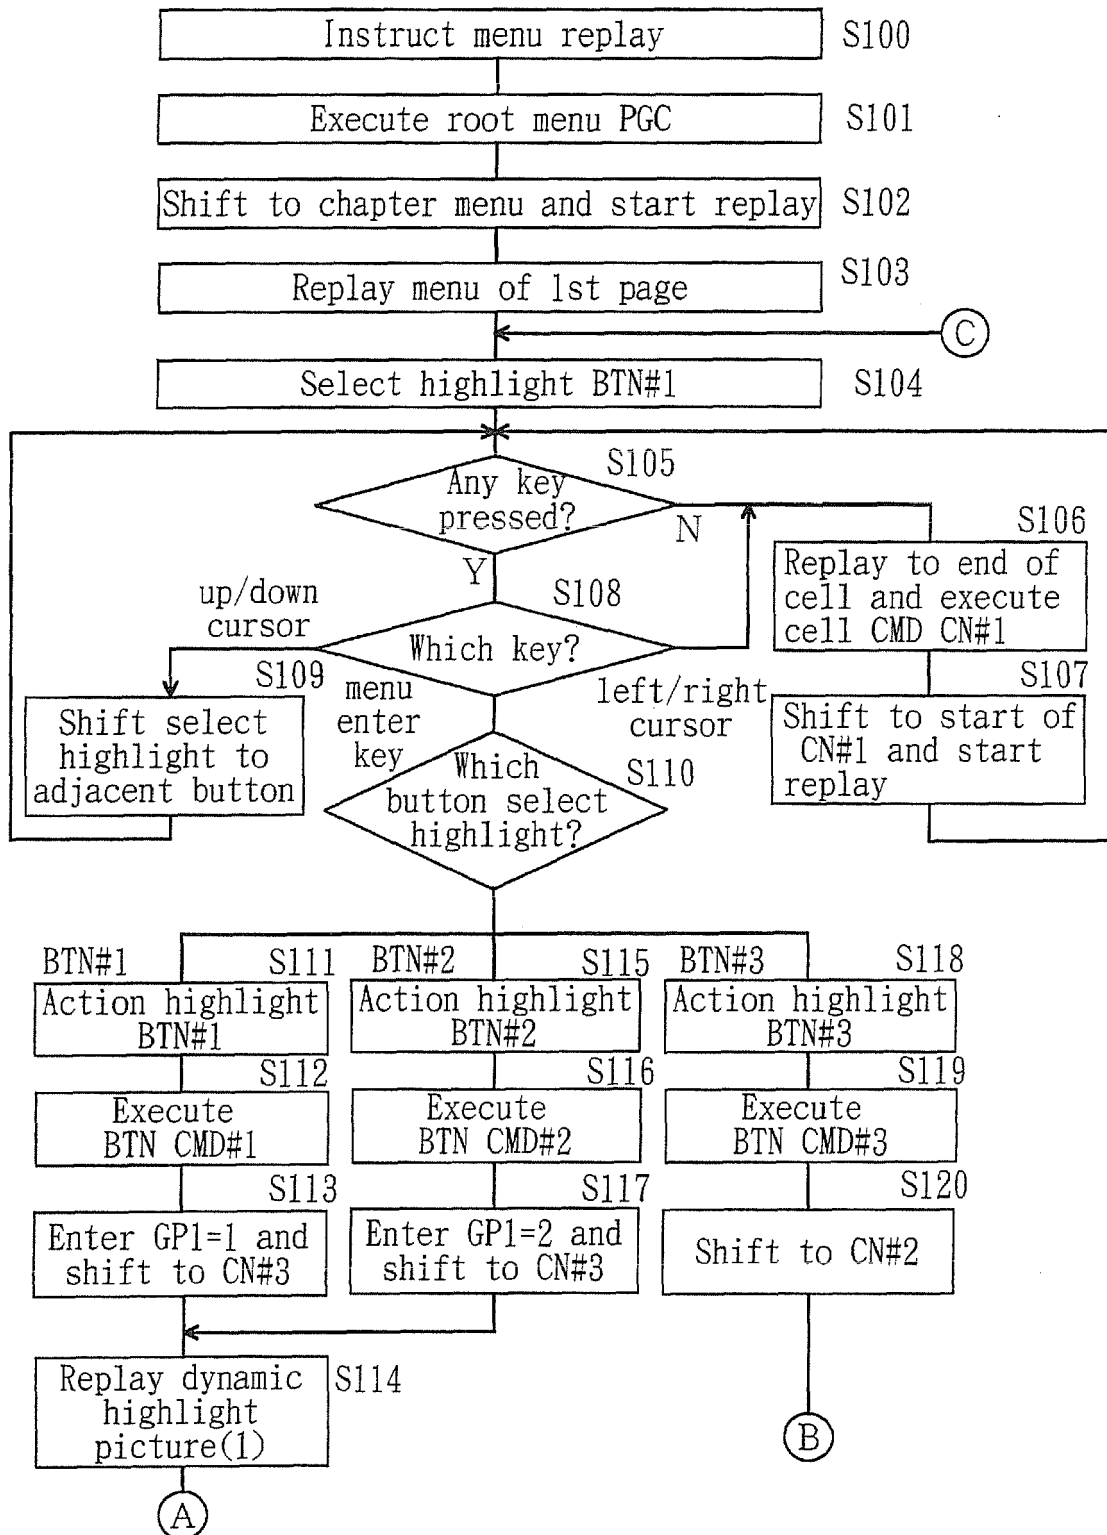 Instruct menu replay
S100
Execute root menu PGC
S101
Shift to chapter menu and start replay
S102
Replay menu of 1st page
S103
C
Select highlight BTN#1
S104
S105
Any key
pressed?
N
Y
S106
Replay to end of
cell and execute
cell CMD CN#1
S107
Shift to start of
CN#1 and start
replay
S108
Which key?
up/down
cursor
S109
Shift select
highlight to
adjacent button
menu
enter
key
left/right
cursor
S110
Which
button select
highlight?
BTN#1
S111
Action highlight
BTN#1
S112
Execute
BTN CMD#1
S113
Enter GP1=1 and
shift to CN#3
BTN#2
S115
Action highlight
BTN#2
S116
Execute
BTN CMD#2
S117
Enter GP1=2 and
shift to CN#3
BTN#3
S118
Action highlight
BTN#3
S119
Execute
BTN CMD#3
S120
Shift to CN#2
Replay dynamic
highlight
picture(1)
S114
B
A